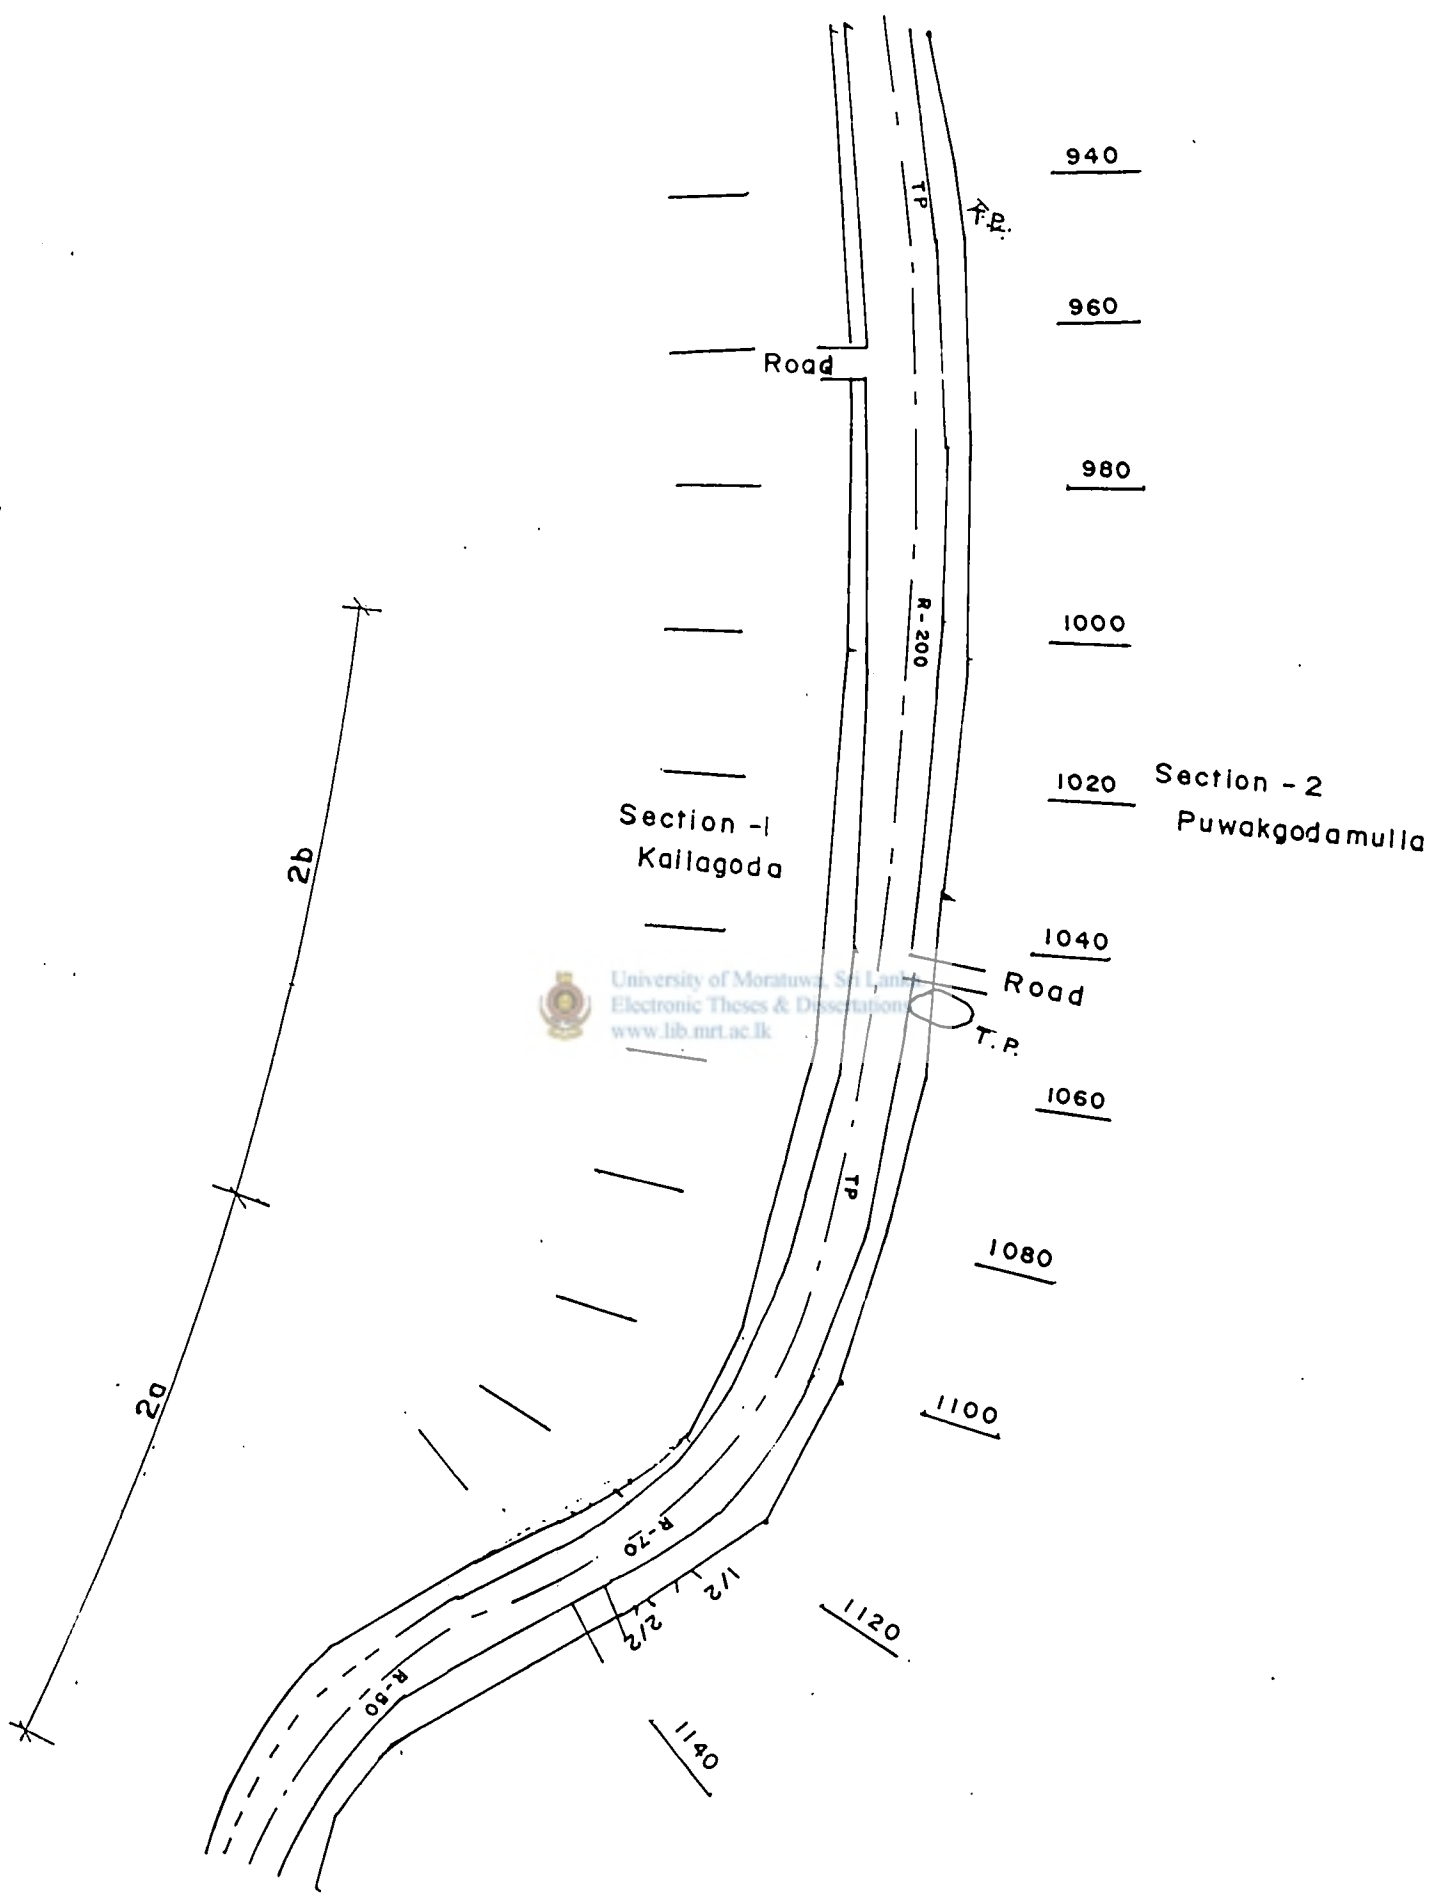 940
TP
960
Road
980
R-200
1000
1020
Section - 2
Puwakgodamulla
Section -1
Kailagoda
2b
1040
Road
University of Moratuwa, Sri Lanka
Electronic Theses & Dissertations
www.lib.mrt.ac.lk
T.P.
1060
TP
1080
2a
1100
R-70
1/2
2/2
1120
R-50
1140